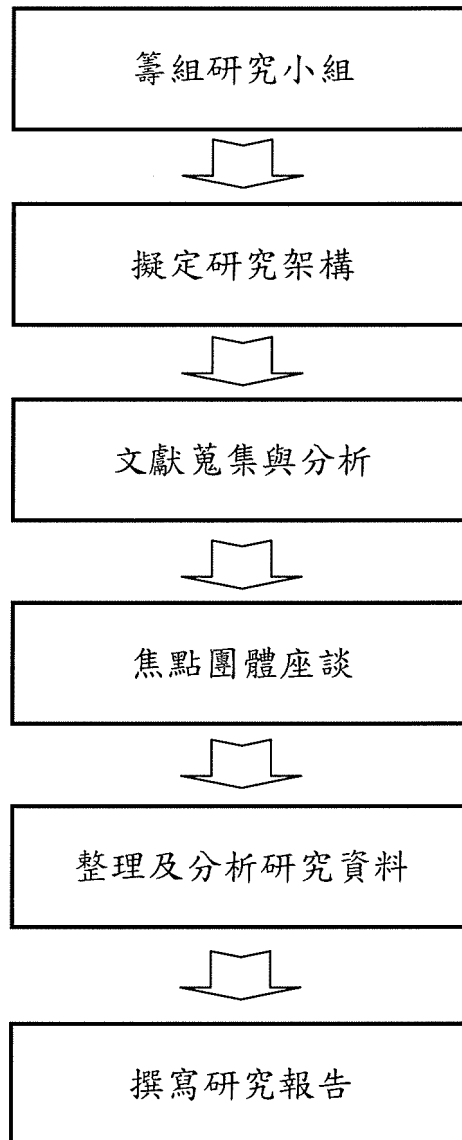 籌組研究小組
擬定研究架構
文獻蒐集與分析
焦點團體座談
整理及分析研究資料
撰寫研究報告